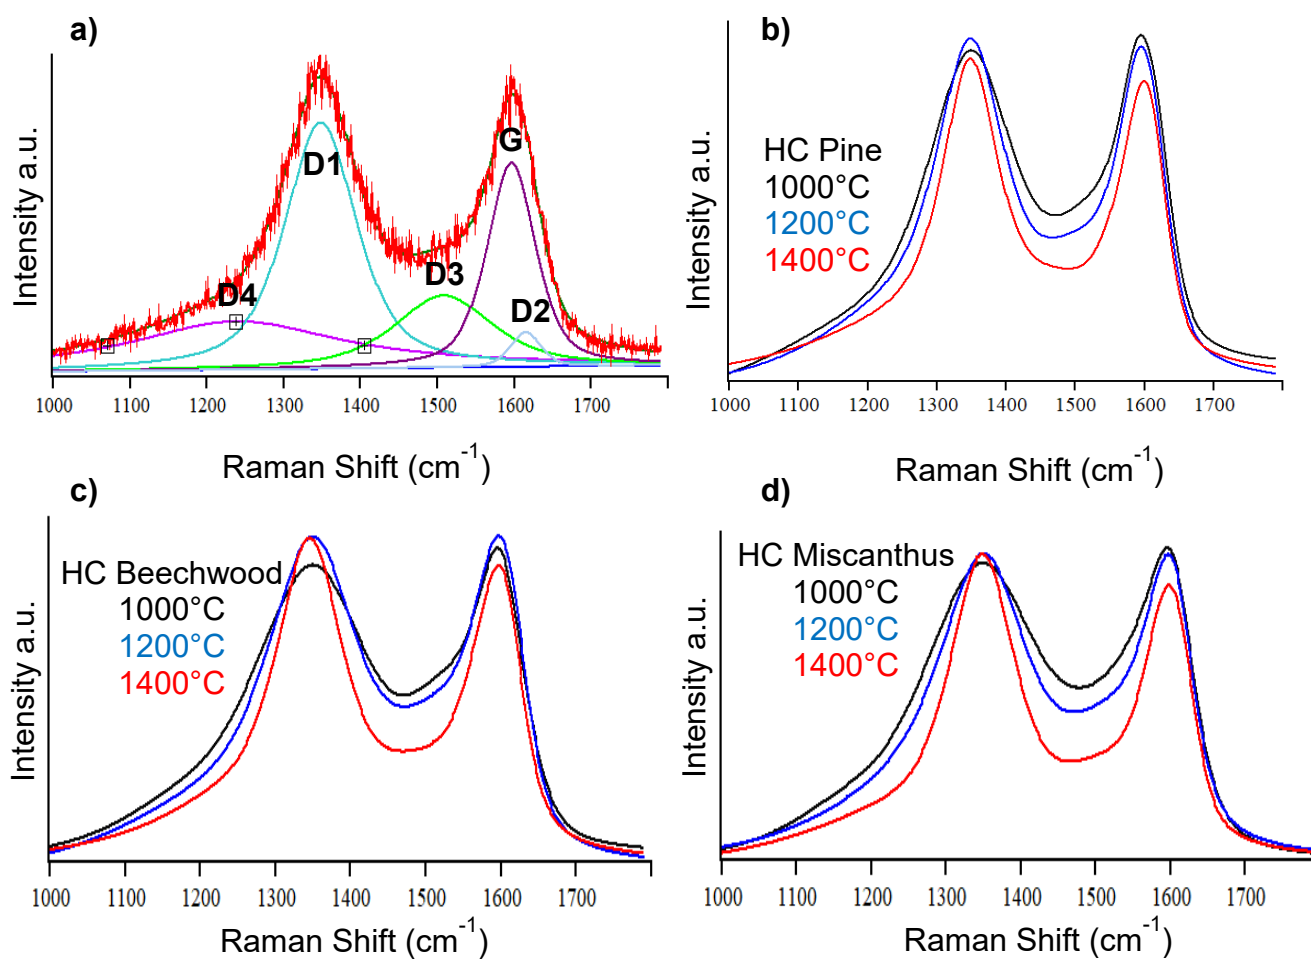 a)
Intensity a.u.
D1
G
D3
D4
D2
1000 1100 1200 1300 1400 1500 1600 1700
Raman Shift (cm⁻¹)
b)
Intensity a.u.
HC Pine
1000°C
1200°C
1400°C
1000 1100 1200 1300 1400 1500 1600 1700
Raman Shift (cm⁻¹)
c)
Intensity a.u.
HC Beechwood
1000°C
1200°C
1400°C
1000 1100 1200 1300 1400 1500 1600 1700
Raman Shift (cm⁻¹)
d)
Intensity a.u.
HC Miscanthus
1000°C
1200°C
1400°C
1000 1100 1200 1300 1400 1500 1600 1700
Raman Shift (cm⁻¹)